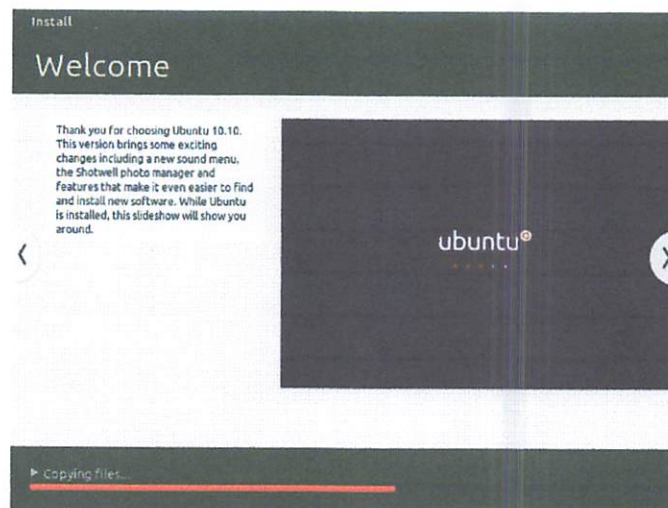 Install
Welcome
Thank you for choosing Ubuntu 10.10.
This version brings some exciting
changes including a new sound menu,
the Shotwell photo manager and
features that make it even easier to find
and install new software. While Ubuntu
is installed, this slideshow will show you
around.
ubuntu
Copying files...